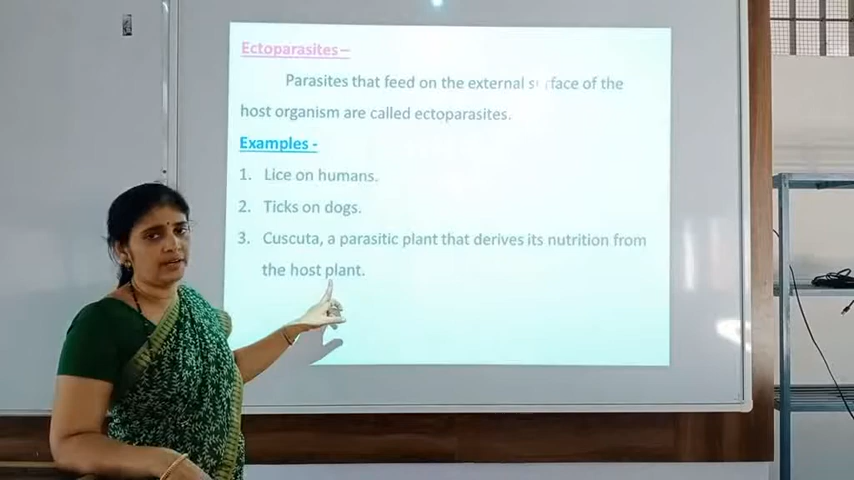 Ectoparasites –
Parasites that feed on the external surface of the
host organism are called ectoparasites.
Examples -
1. Lice on humans.
2. Ticks on dogs.
3. Cuscuta, a parasitic plant that derives its nutrition from
the host plant.